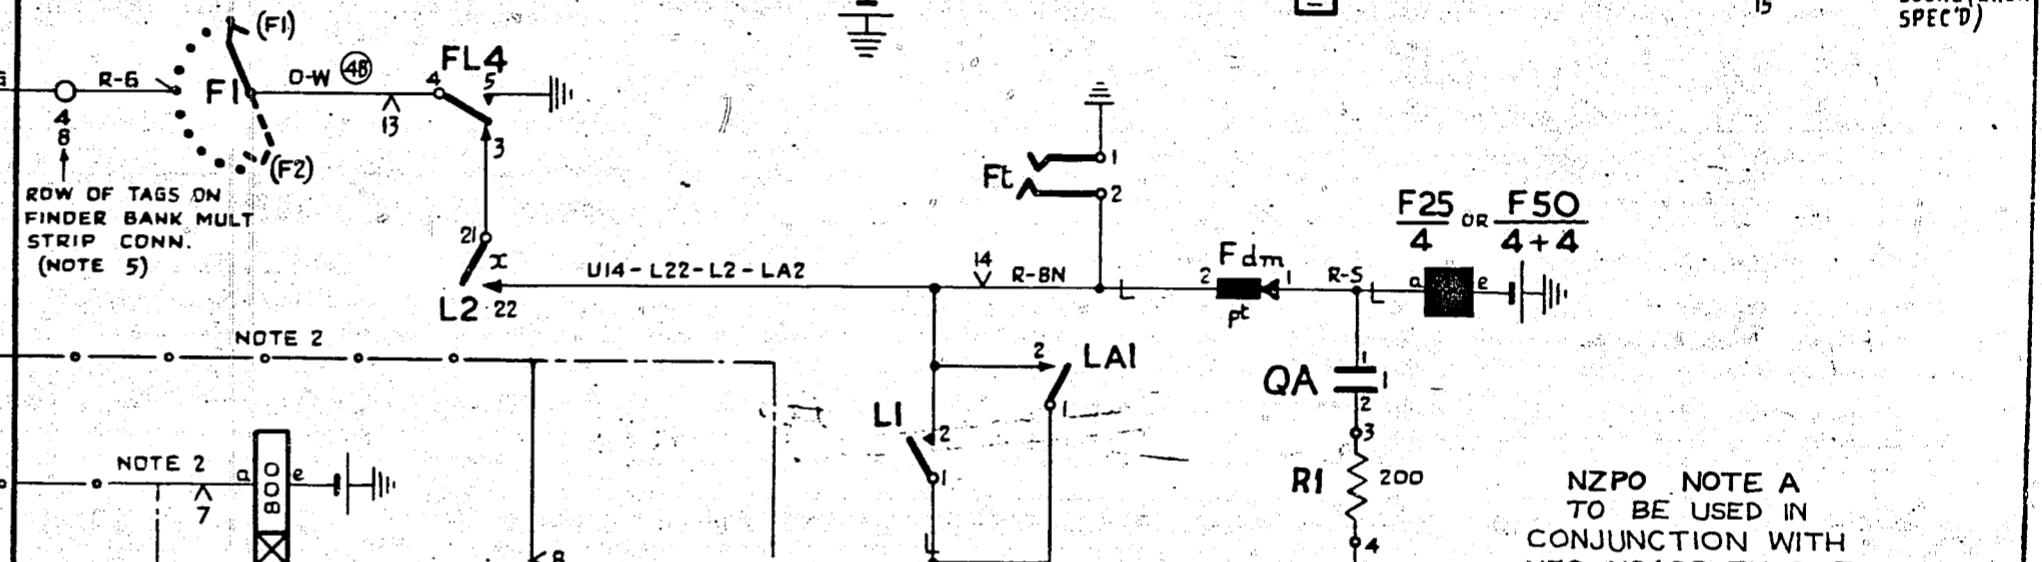 15
SPEC'D)
(F1)
R-6
F1
O-W
48
FL4
4
5
13
3
4
8
(F2)
ROW OF TAGS ON
FINDER BANK MULT
STRIP CONN.
(NOTE 5)
21
x
L2
22
U14-L22-L2-LA2
Ft
1
2
14
R-BN
Fdm
2
1
pt
R-S
F25
4
OR
F50
4+4
a
e
NOTE 2
2
LA1
1
L1
2
1
QA
1
1
2
3
R1
200
4
NOTE 2
a
800
e
7
8
NZPO NOTE A
TO BE USED IN
CONJUNCTION WITH